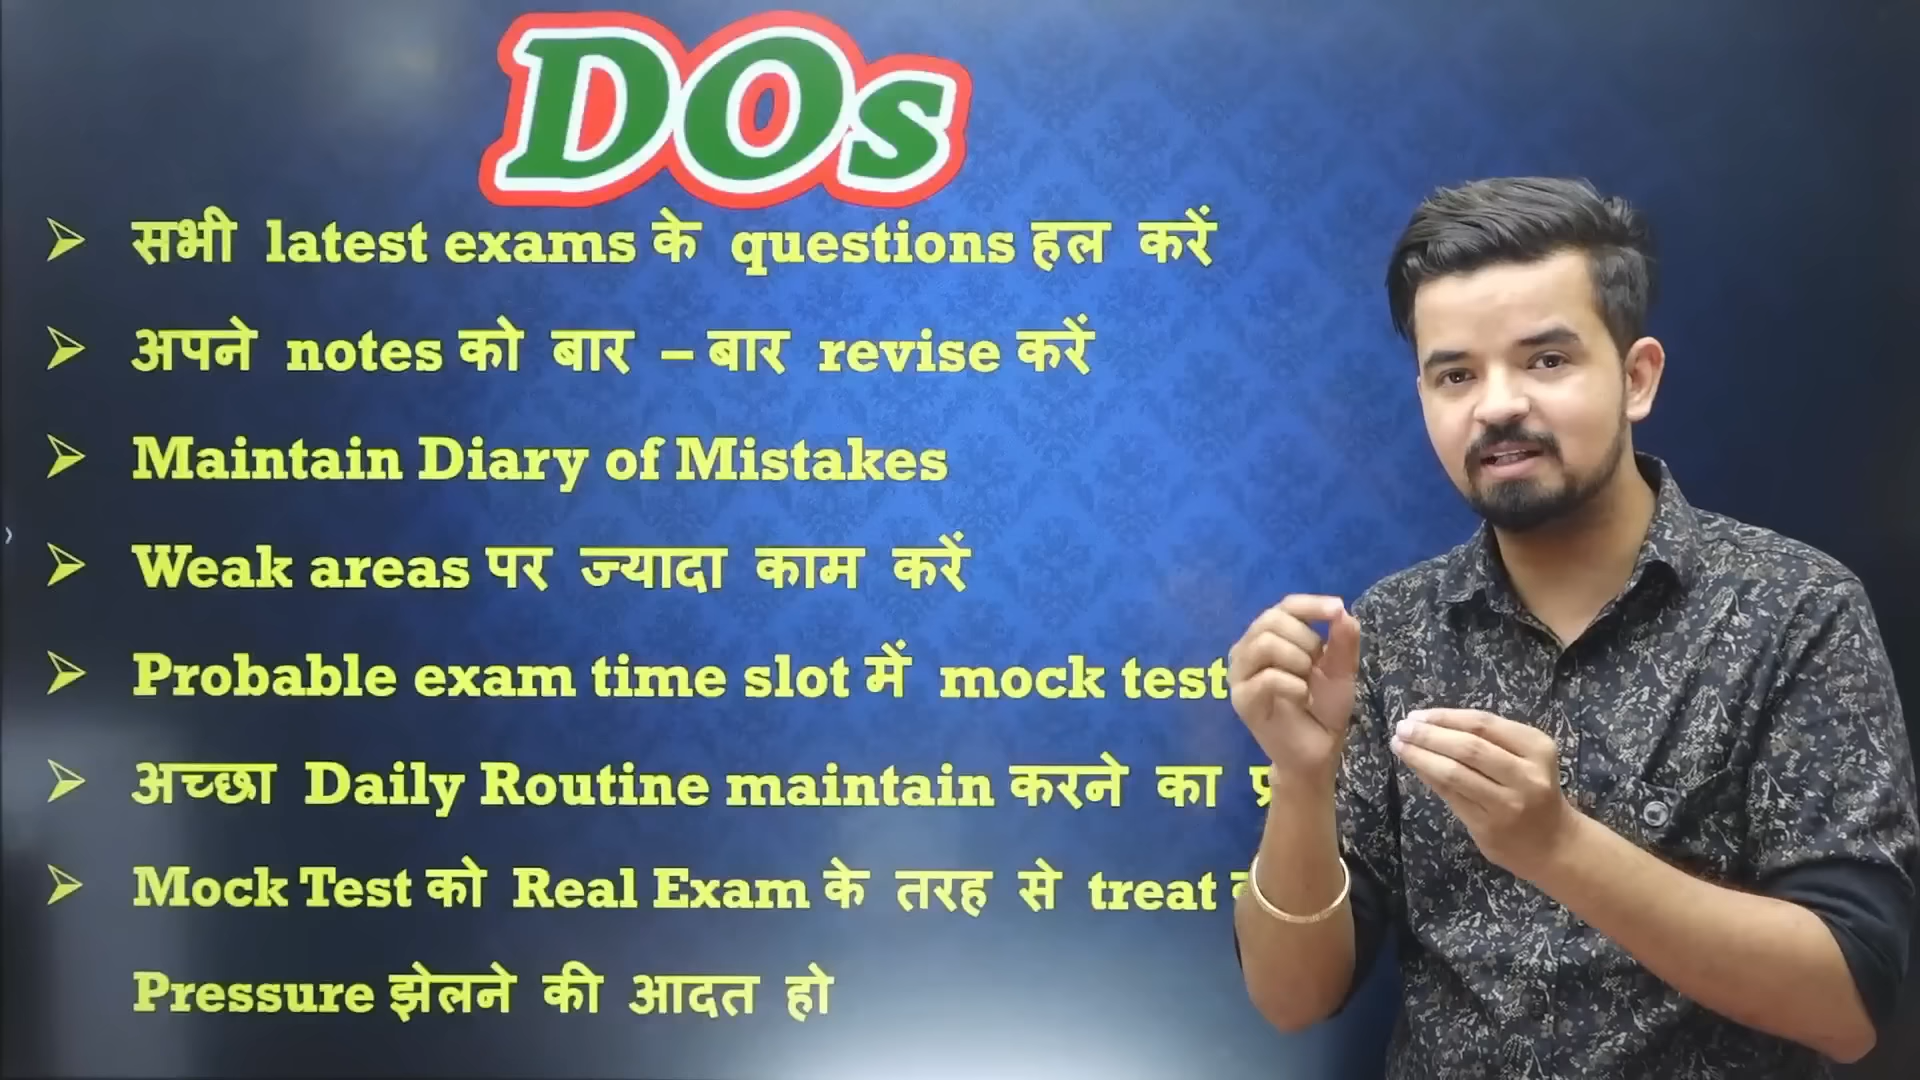 DOs
सभी latest exams के questions हल करें
अपने notes को बार – बार revise करें
Maintain Diary of Mistakes
Weak areas पर ज्यादा काम करें
Probable exam time slot में mock test
अच्छा Daily Routine maintain करने का
Mock Test को Real Exam के तरह से treat
Pressure झेलने की आदत हो